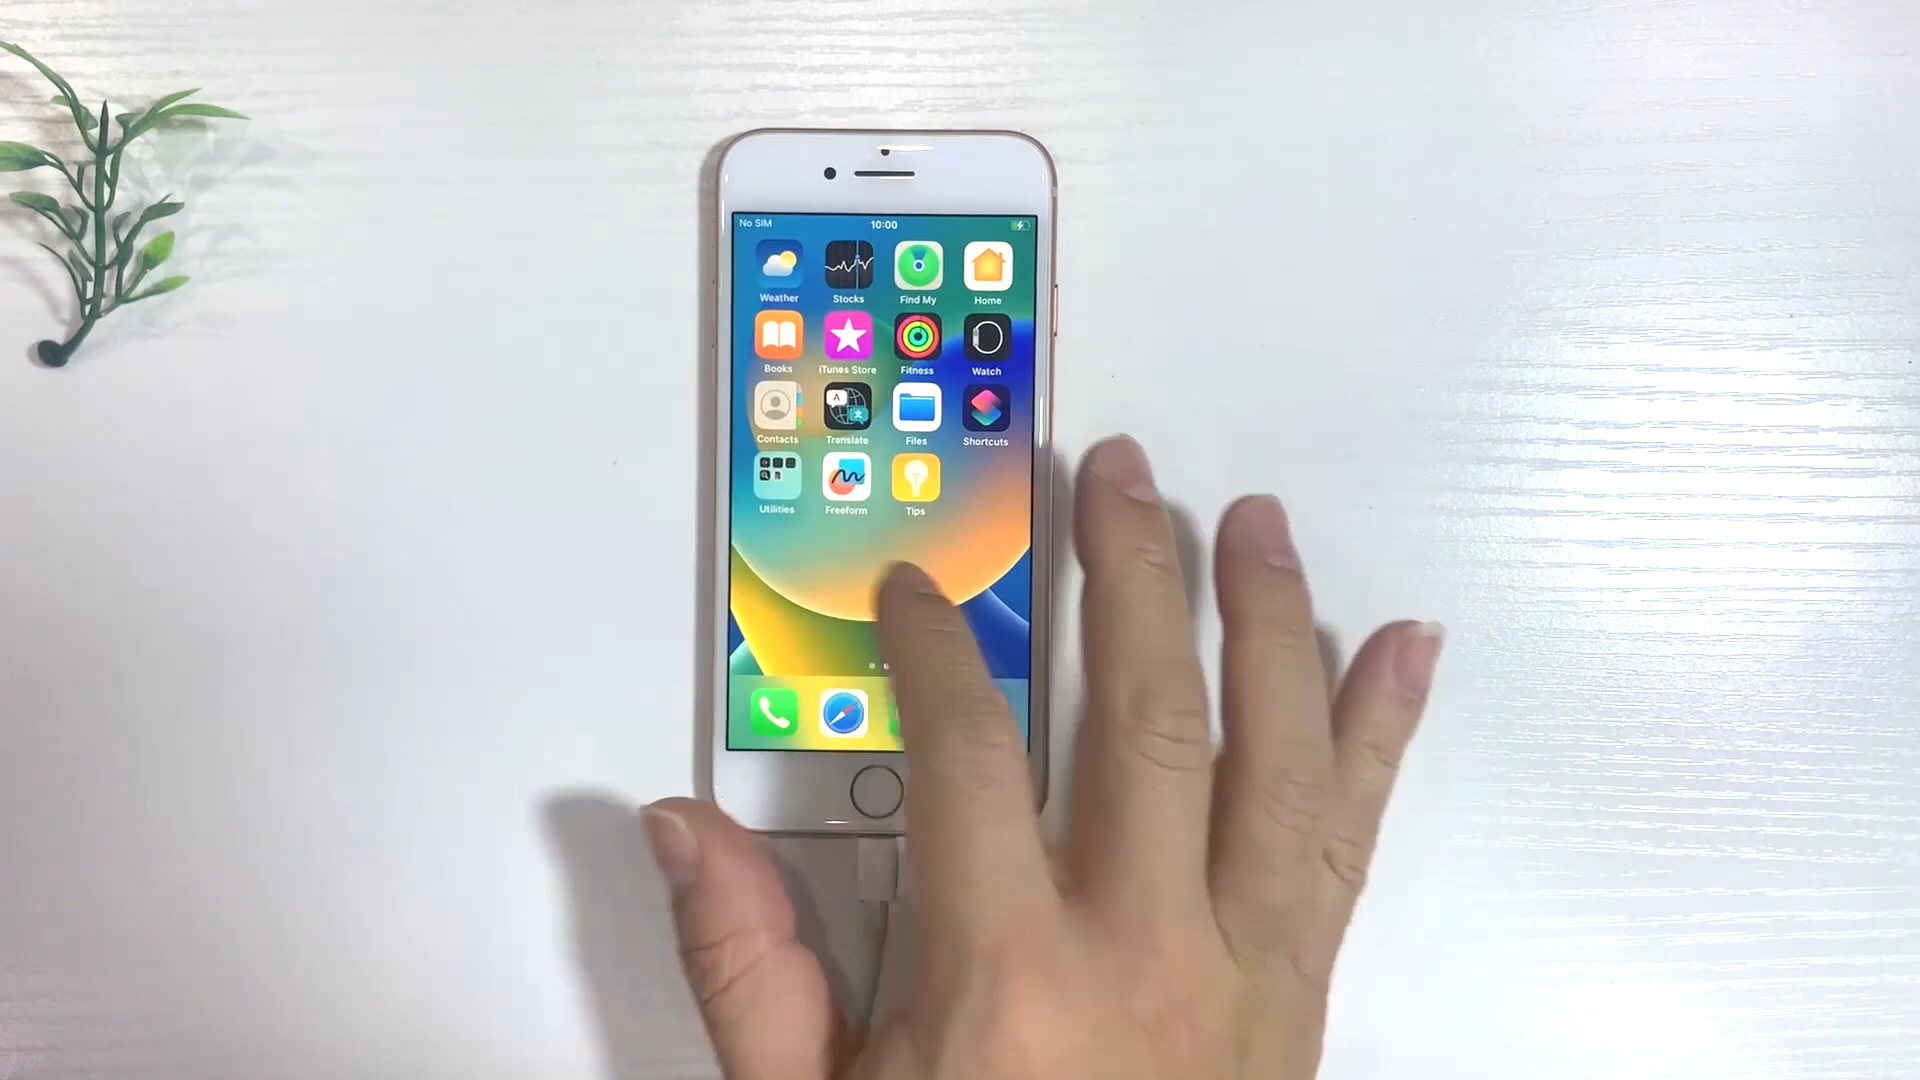 No SIM 10:00
Weather Stocks Find My Home
Books iTunes Store Fitness Watch
Contacts Translate Files Shortcuts
Utilities Freeform Tips